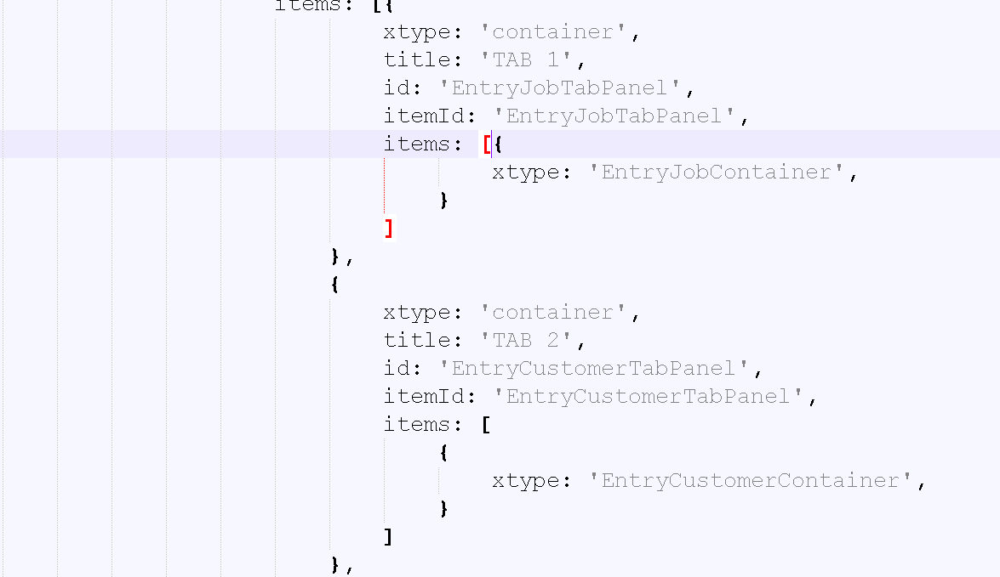 items: [{
xtype: 'container',
title: 'TAB 1',
id: 'EntryJobTabPanel',
itemId: 'EntryJobTabPanel',
items: [{
xtype: 'EntryJobContainer',
}
]
},
{
xtype: 'container',
title: 'TAB 2',
id: 'EntryCustomerTabPanel',
itemId: 'EntryCustomerTabPanel',
items: [
{
xtype: 'EntryCustomerContainer',
}
]
},